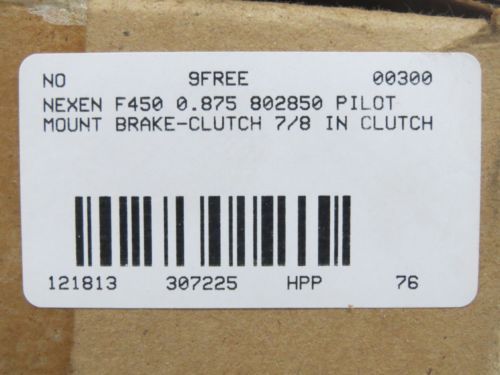 NO 9FREE 00300
NEXEN F450 0.875 802850 PILOT
MOUNT BRAKE-CLUTCH 7/8 IN CLUTCH
121813 307225 HPP 76